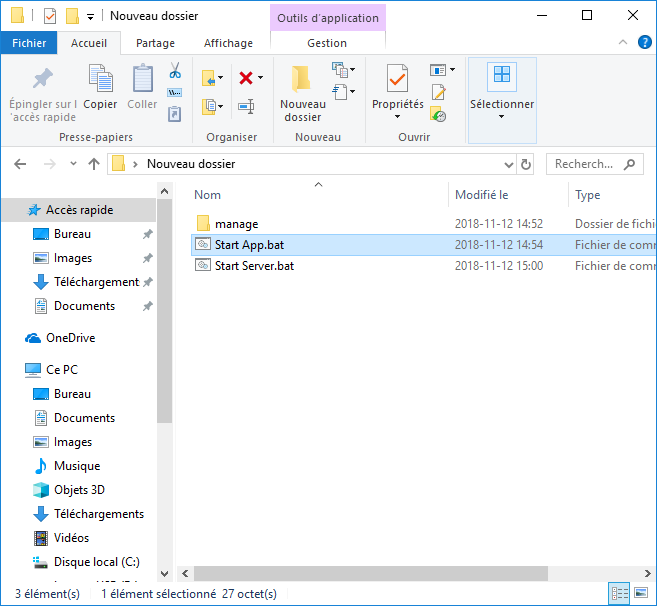 Nouveau dossier
Outils d'application
Fichier
Accueil
Partage
Affichage
Gestion
?
Épingler sur l
'accès rapide
Copier
Coller
Presse-papiers
Organiser
Nouveau
dossier
Nouveau
Propriétés
Ouvrir
Sélectionner
Nouveau dossier
Recherch...
Nom
Modifié le
Type
manage
2018-11-12 14:52
Dossier de fichi
Start App.bat
2018-11-12 14:54
Fichier de comm
Start Server.bat
2018-11-12 15:00
Fichier de comm
Accès rapide
Bureau
Images
Téléchargement
Documents
OneDrive
Ce PC
Bureau
Documents
Images
Musique
Objets 3D
Téléchargements
Vidéos
Disque local (C:)
3 élément(s)
1 élément sélectionné 27 octet(s)